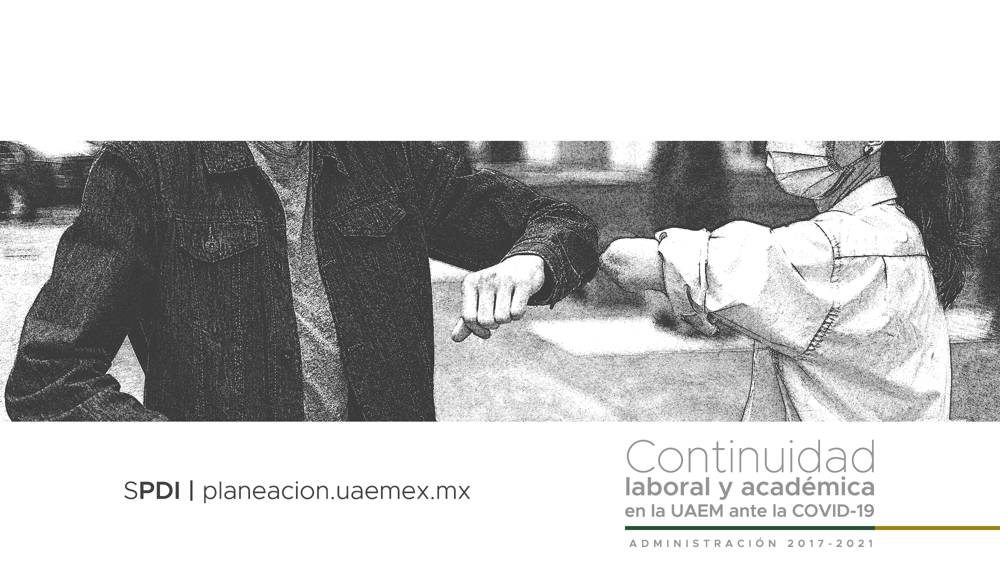 Continuidad
laboral y académica
en la UAEM ante la COVID-19
SPDI | planeacion.uaemex.mx
ADMINISTRACIÓN 2017-2021